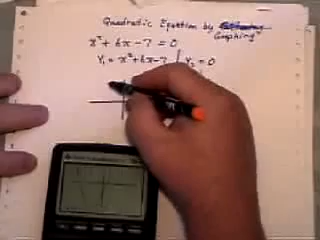 Quadratic Equation by
Graphing"
x² + 6x - 7 = 0
Y₁ = x² + 6x - 7 | Y₂ = 0